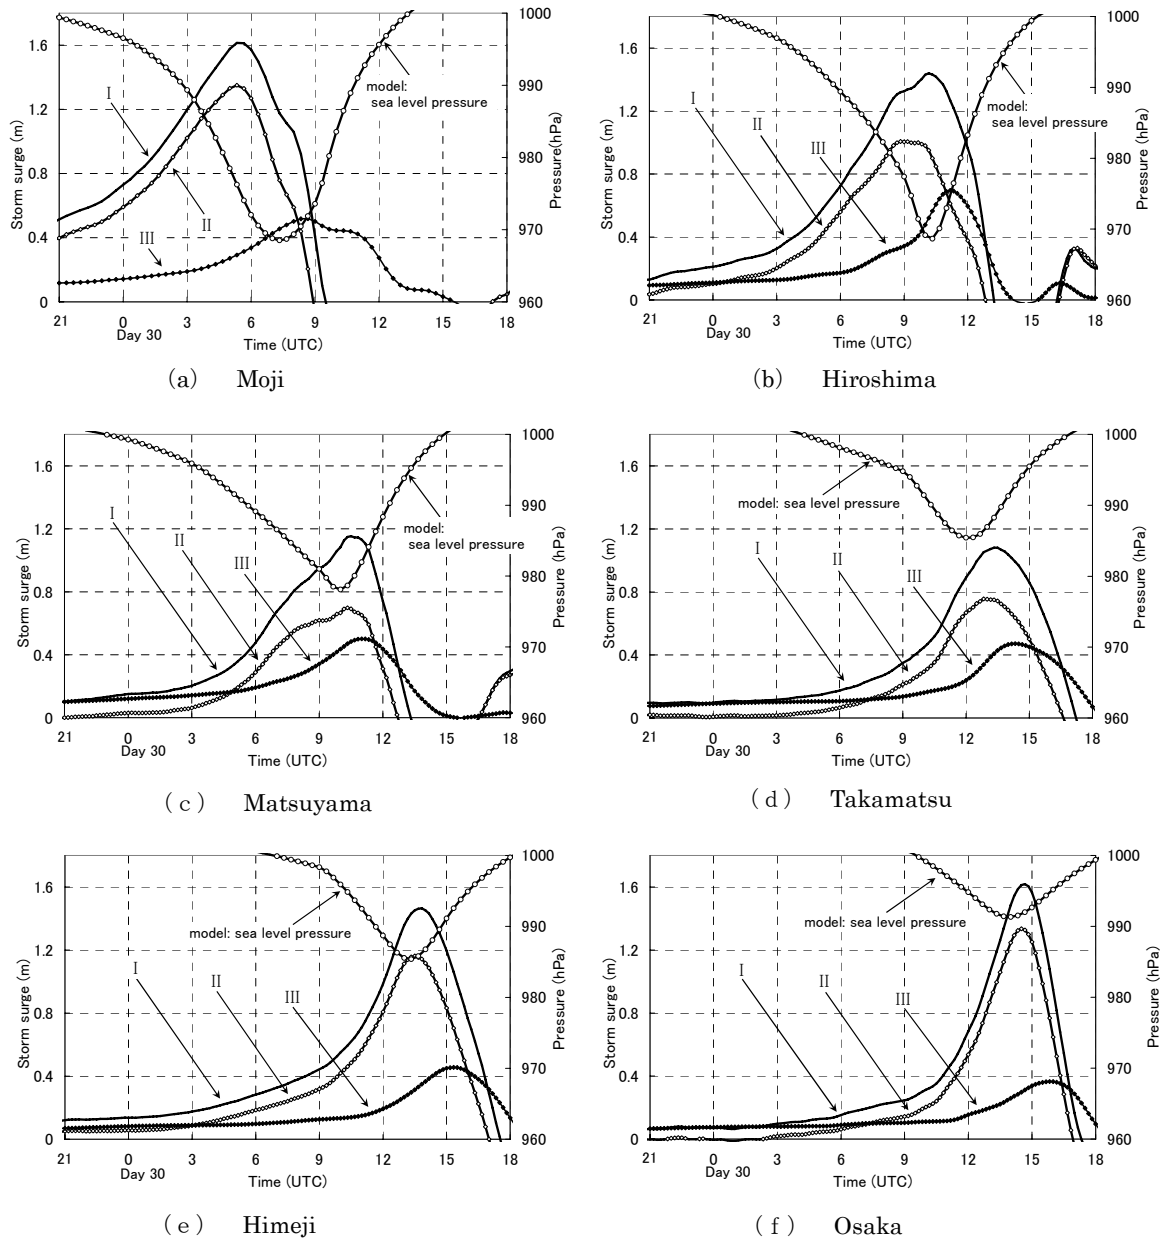 1.6
1.2
0.8
0.4
0
Storm surge (m)
1000
990
980
970
960
Pressure(hPa)
I
II
III
model:
sea level pressure
21 0 3 6 9 12 15 18
Day 30
Time (UTC)
(a) Moji
1.6
1.2
0.8
0.4
0
Storm surge (m)
1000
990
980
970
960
Pressure (hPa)
I
II
III
model:
sea level pressure
21 0 3 6 9 12 15 18
Day 30
Time (UTC)
(b) Hiroshima
1.6
1.2
0.8
0.4
0
Storm surge (m)
1000
990
980
970
960
Pressure (hPa)
I
II
III
model:
sea level pressure
21 0 3 6 9 12 15 18
Day 30
Time (UTC)
(c) Matsuyama
1.6
1.2
0.8
0.4
0
Storm surge (m)
1000
990
980
970
960
Pressure (hPa)
model: sea level pressure
I
II
III
21 0 3 6 9 12 15 18
Day 30
Time (UTC)
(d) Takamatsu
1.6
1.2
0.8
0.4
0
Storm surge (m)
1000
990
980
970
960
Pressure (hPa)
model: sea level pressure
I
II
III
21 0 3 6 9 12 15 18
Day 30
Time (UTC)
(e) Himeji
1.6
1.2
0.8
0.4
0
Storm surge (m)
1000
990
980
970
960
Pressure (hPa)
model: sea level pressure
I
II
III
21 0 3 6 9 12 15 18
Day 30
Time (UTC)
(f) Osaka